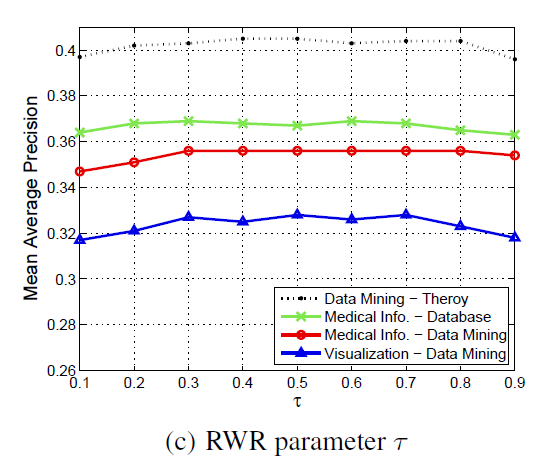 0.4
0.38
0.36
0.34
0.32
0.3
0.28
0.26
Mean Average Precision
Data Mining − Theroy
Medical Info. − Database
Medical Info. − Data Mining
Visualization − Data Mining
0.1 0.2 0.3 0.4 0.5 0.6 0.7 0.8 0.9
τ
(c) RWR parameter τ